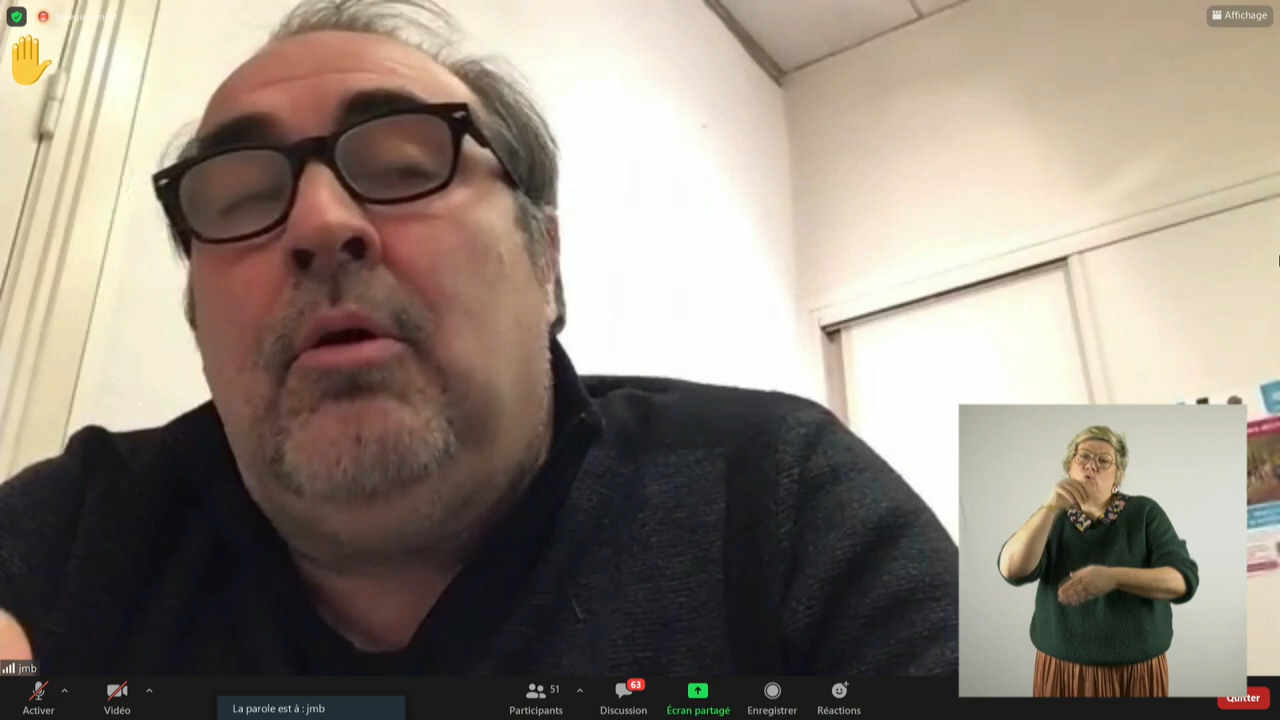 Affichage
jmb
Activer
Vidéo
La parole est à : jmb
51
Participants
63
Discussion
Écran partagé
Enregistrer
Réactions
Quitter